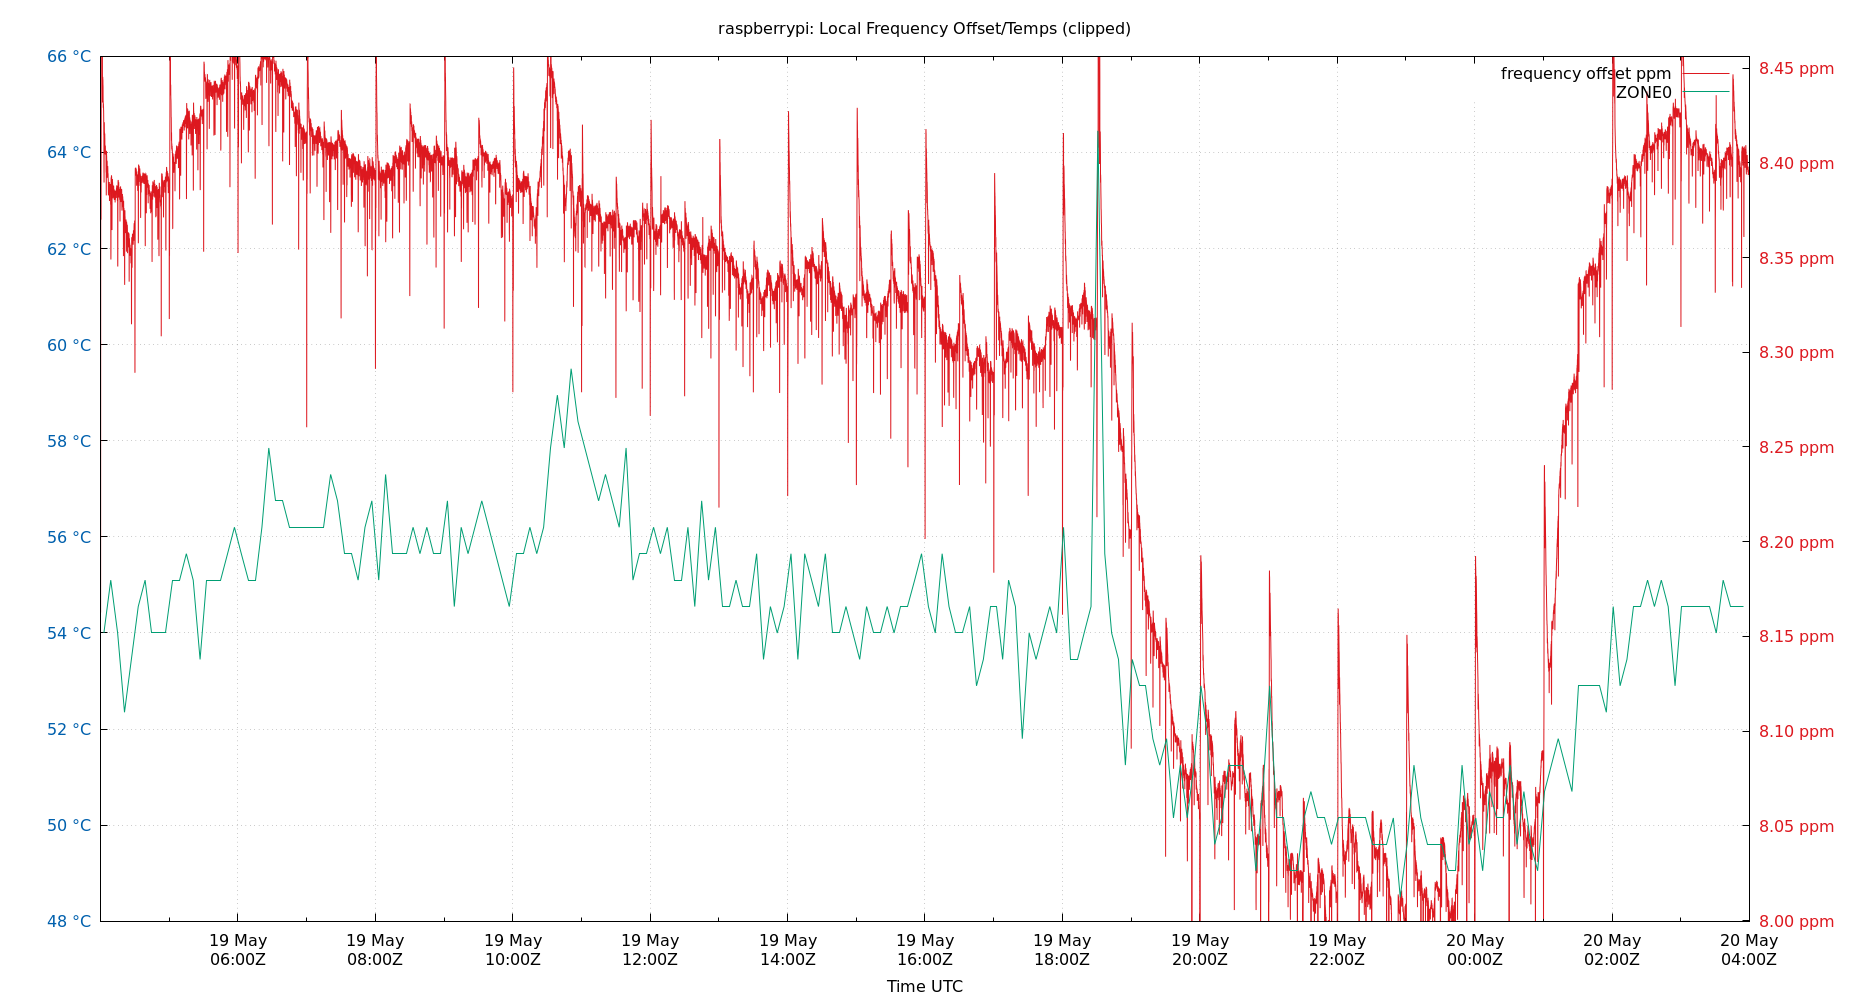 raspberrypi: Local Frequency Offset/Temps (clipped)
66 °C
64 °C
62 °C
60 °C
58 °C
56 °C
54 °C
52 °C
50 °C
48 °C
frequency offset ppm
ZONE0
8.45 ppm
8.40 ppm
8.35 ppm
8.30 ppm
8.25 ppm
8.20 ppm
8.15 ppm
8.10 ppm
8.05 ppm
8.00 ppm
19 May
06:00Z
19 May
08:00Z
19 May
10:00Z
19 May
12:00Z
19 May
14:00Z
19 May
16:00Z
19 May
18:00Z
19 May
20:00Z
19 May
22:00Z
20 May
00:00Z
20 May
02:00Z
20 May
04:00Z
Time UTC